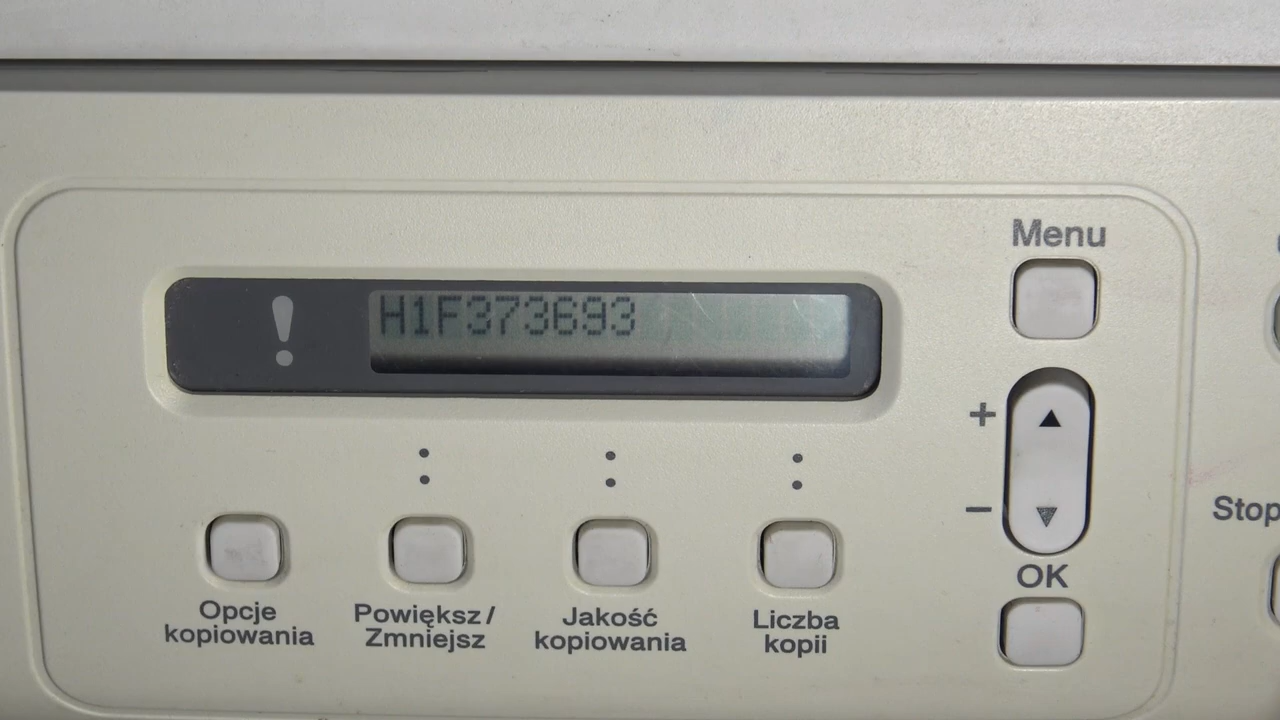 Menu
!
H1F373693
+
-
Stop
OK
Opcje
kopiowania
Powiększ/
Zmniejsz
Jakość
kopiowania
Liczba
kopii